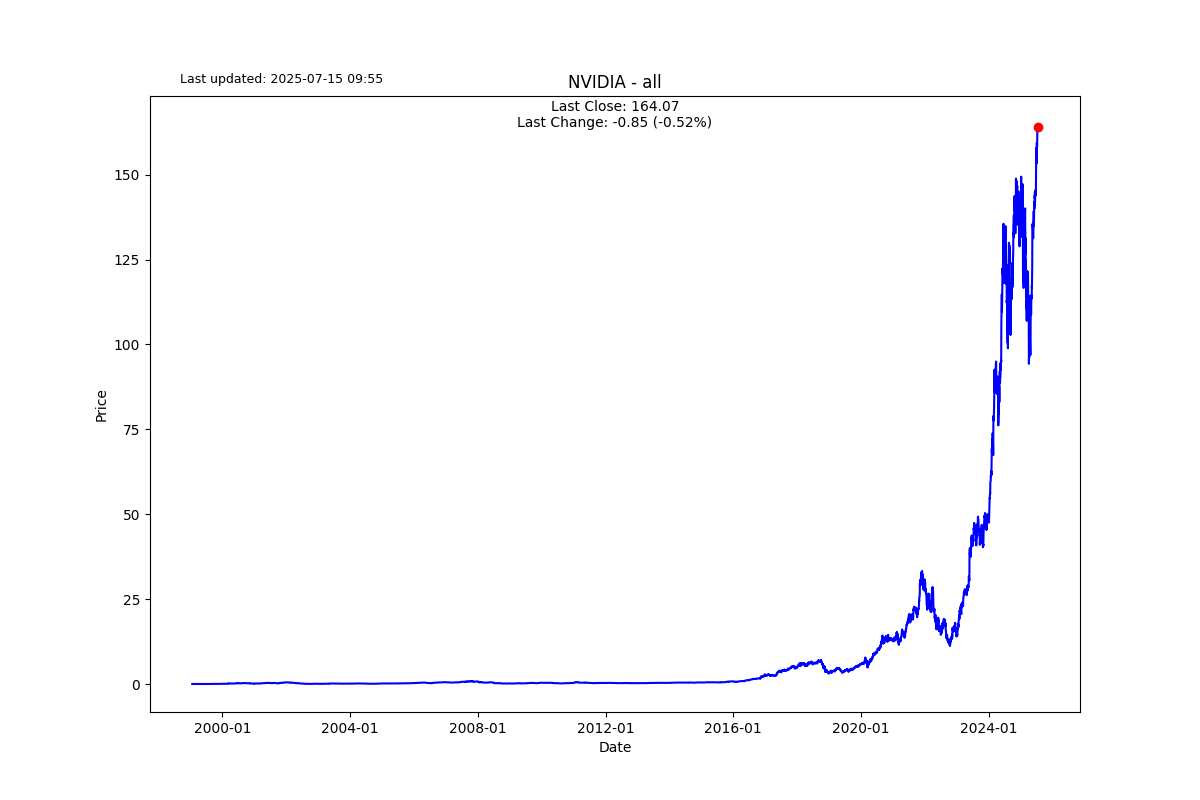 Last updated: 2025-07-15 09:55
NVIDIA - all
Last Close: 164.07
Last Change: -0.85 (-0.52%)
150
125
100
75
50
25
0
Price
2000-01 2004-01 2008-01 2012-01 2016-01 2020-01 2024-01
Date